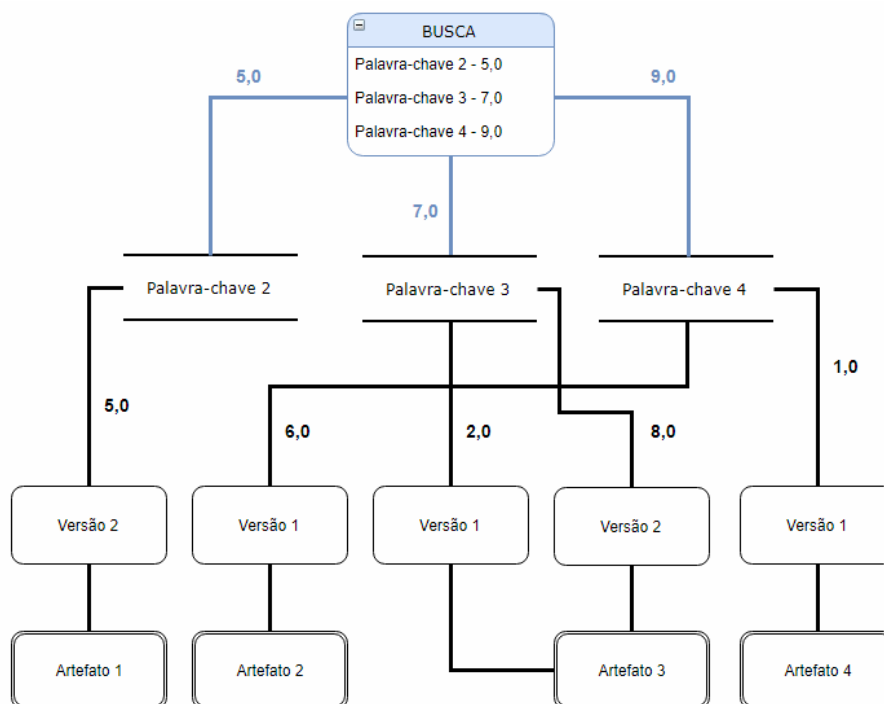 BUSCA
Palavra-chave 2 - 5,0
Palavra-chave 3 - 7,0
Palavra-chave 4 - 9,0
5,0
9,0
7,0
Palavra-chave 2
Palavra-chave 3
Palavra-chave 4
1,0
5,0
6,0
2,0
8,0
Versão 2
Versão 1
Versão 1
Versão 2
Versão 1
Artefato 1
Artefato 2
Artefato 3
Artefato 4